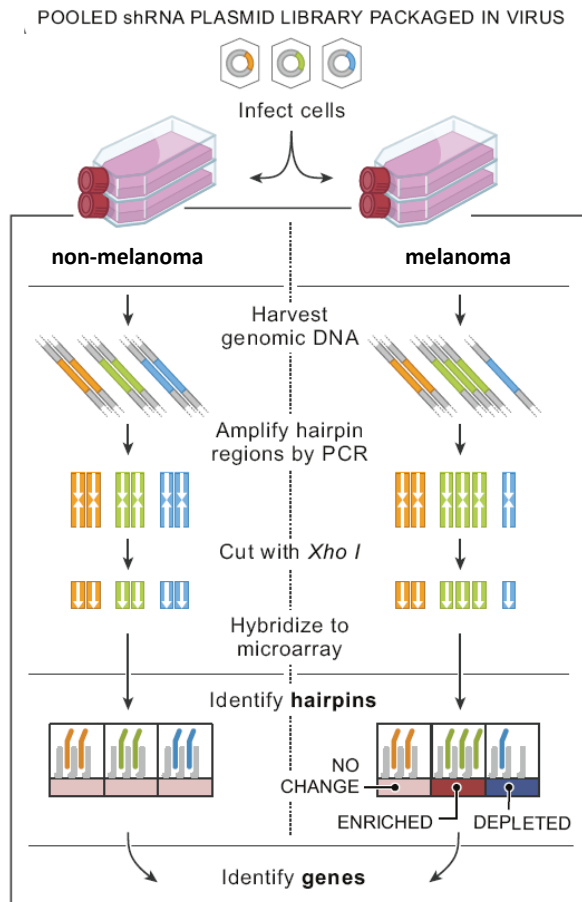 POOLED shRNA PLASMID LIBRARY PACKAGED IN VIRUS
Infect cells
non-melanoma
melanoma
Harvest
genomic DNA
Amplify hairpin
regions by PCR
Cut with Xho I
Hybridize to
microarray
Identify hairpins
NO
CHANGE
ENRICHED
DEPLETED
Identify genes